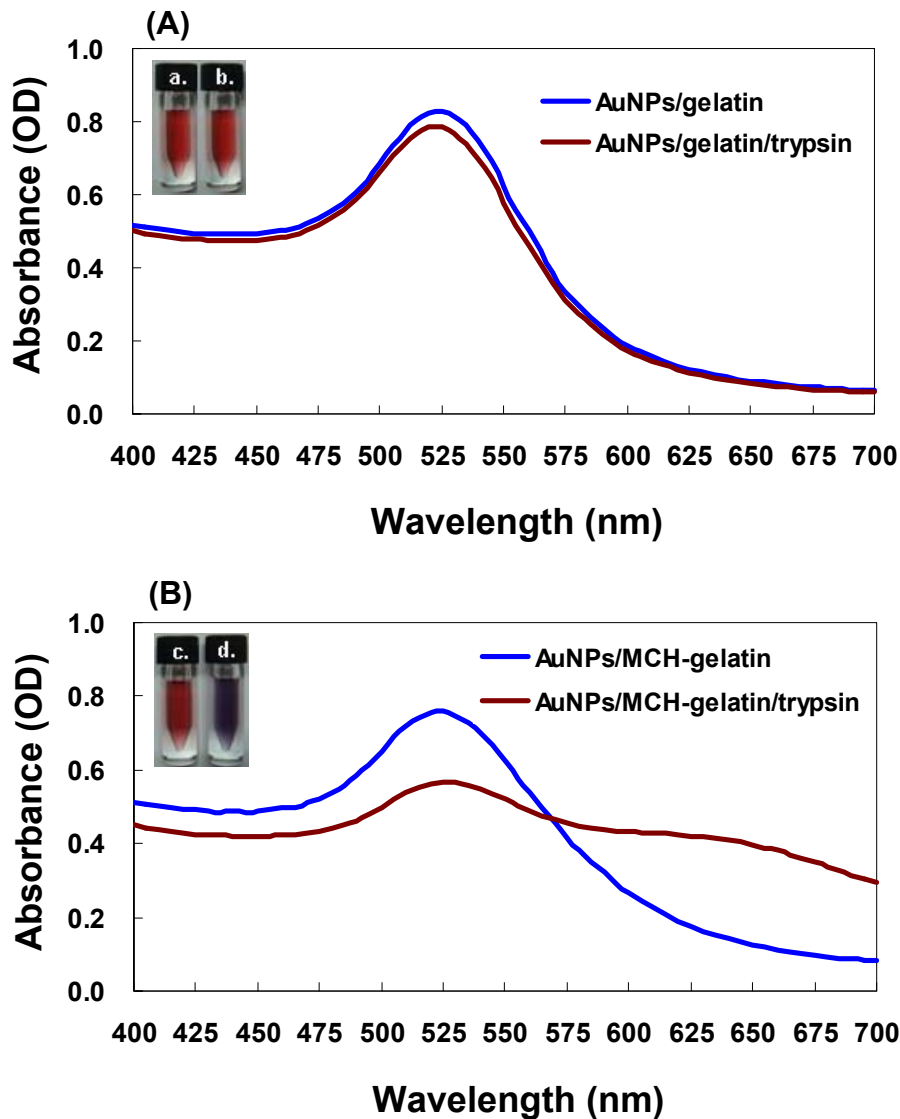 (A)
1.0
0.8
0.6
0.4
0.2
0.0
Absorbance (OD)
a. b.
AuNPs/gelatin
AuNPs/gelatin/trypsin
400 425 450 475 500 525 550 575 600 625 650 675 700
Wavelength (nm)
(B)
1.0
0.8
0.6
0.4
0.2
0.0
Absorbance (OD)
c. d.
AuNPs/MCH-gelatin
AuNPs/MCH-gelatin/trypsin
400 425 450 475 500 525 550 575 600 625 650 675 700
Wavelength (nm)